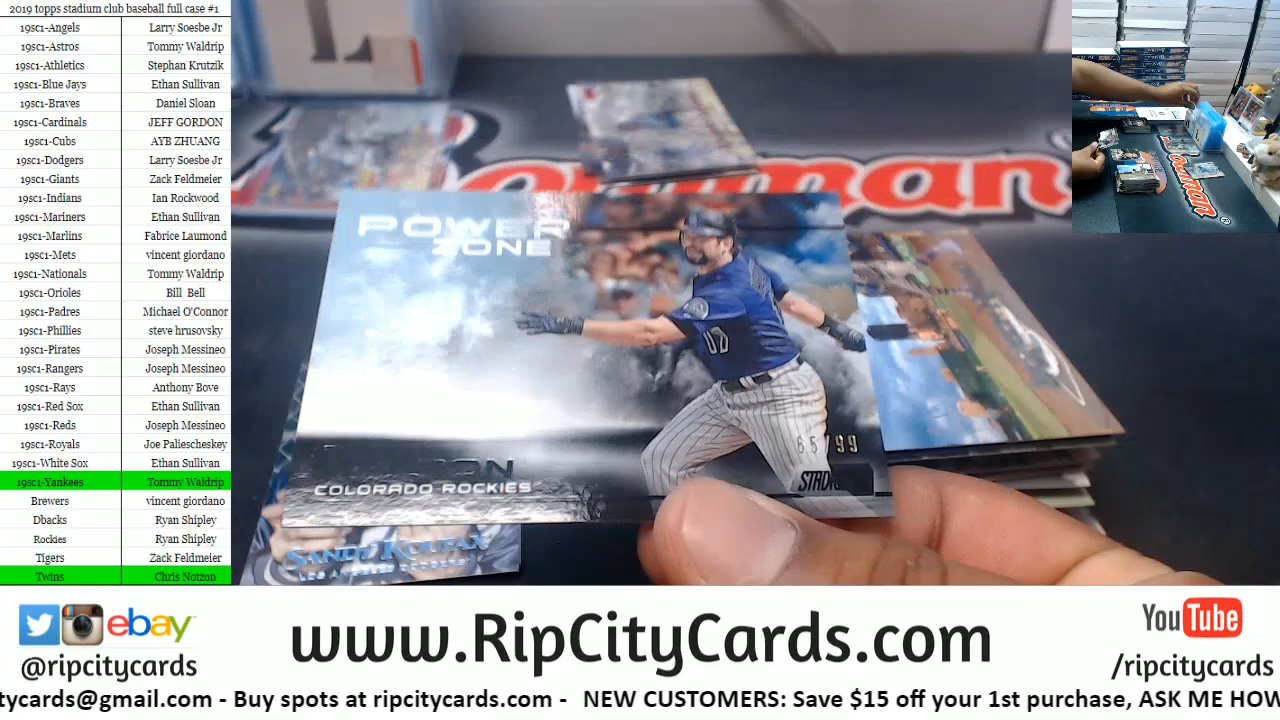 2019 topps stadium club baseball full case #1
19sc1-Angels Larry Soesbe Jr
19sc1-Astros Tommy Waldrip
19sc1-Athletics Stephan Krutzik
19sc1-Blue Jays Ethan Sullivan
19sc1-Braves Daniel Sloan
19sc1-Cardinals JEFF GORDON
19sc1-Cubs AYB ZHUANG
19sc1-Dodgers Larry Soesbe Jr
19sc1-Giants Zack Feldmeier
19sc1-Indians Ian Rockwood
19sc1-Mariners Ethan Sullivan
19sc1-Marlins Fabrice Laumond
19sc1-Mets vincent giordano
19sc1-Nationals Tommy Waldrip
19sc1-Orioles Bill Bell
19sc1-Padres Michael O'Connor
19sc1-Phillies steve hrusovsky
19sc1-Pirates Joseph Messineo
19sc1-Rangers Joseph Messineo
19sc1-Rays Anthony Bove
19sc1-Red Sox Ethan Sullivan
19sc1-Reds Joseph Messineo
19sc1-Royals Joe Paliescheskey
19sc1-White Sox Ethan Sullivan
19sc1-Yankees Tommy Waldrip
Brewers vincent giordano
Dbacks Ryan Shipley
Rockies Ryan Shipley
Tigers Zack Feldmeier
Twins Chris Notzon
POWER
ZONE
65/99
COLORADO ROCKIES
SANDY KOUFAX
LOS ANGELES DODGERS
ebay
@ripcitycards
www.RipCityCards.com
YouTube
/ripcitycards
tycards@gmail.com - Buy spots at ripcitycards.com - NEW CUSTOMERS: Save $15 off your 1st purchase, ASK ME HOW